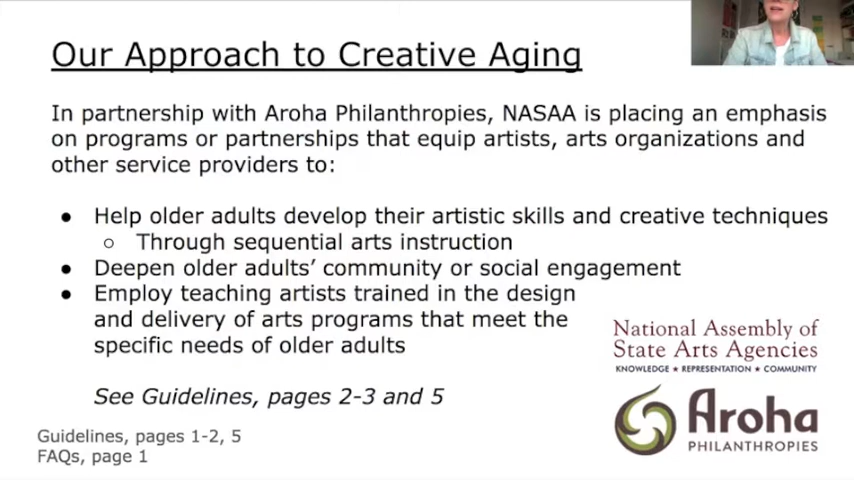 Our Approach to Creative Aging
In partnership with Aroha Philanthropies, NASAA is placing an emphasis
on programs or partnerships that equip artists, arts organizations and
other service providers to:
● Help older adults develop their artistic skills and creative techniques
○ Through sequential arts instruction
● Deepen older adults’ community or social engagement
● Employ teaching artists trained in the design
and delivery of arts programs that meet the
specific needs of older adults
See Guidelines, pages 2-3 and 5
Guidelines, pages 1-2, 5
FAQs, page 1
National Assembly of
State Arts Agencies
KNOWLEDGE ★ REPRESENTATION ★ COMMUNITY
Aroha
PHILANTHROPIES